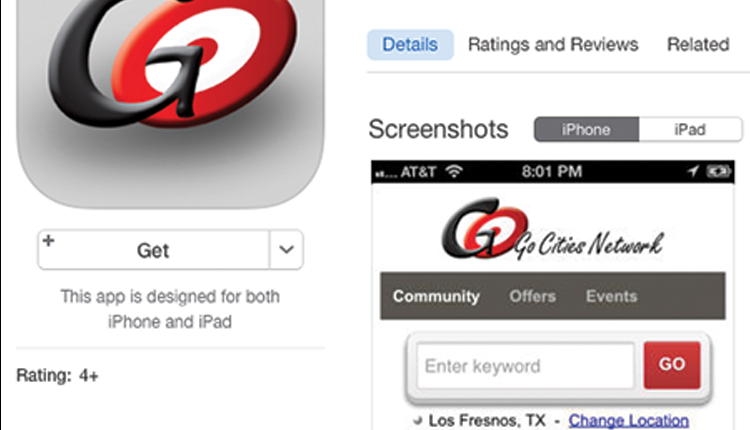 GO
Get
This app is designed for both
iPhone and iPad
Rating: 4+
Details Ratings and Reviews Related
Screenshots iPhone iPad
... AT&T 8:01 PM
GO Go Cities Network
Community Offers Events
Enter keyword GO
Los Fresnos, TX - Change Location